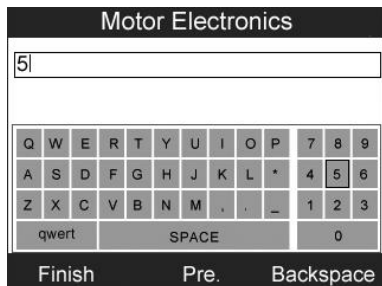 Motor Electronics
5
Q W E R T Y U I O P 7 8 9
A S D F G H J K L * 4 5 6
Z X C V B N M , . _ 1 2 3
qwert SPACE 0
Finish Pre. Backspace